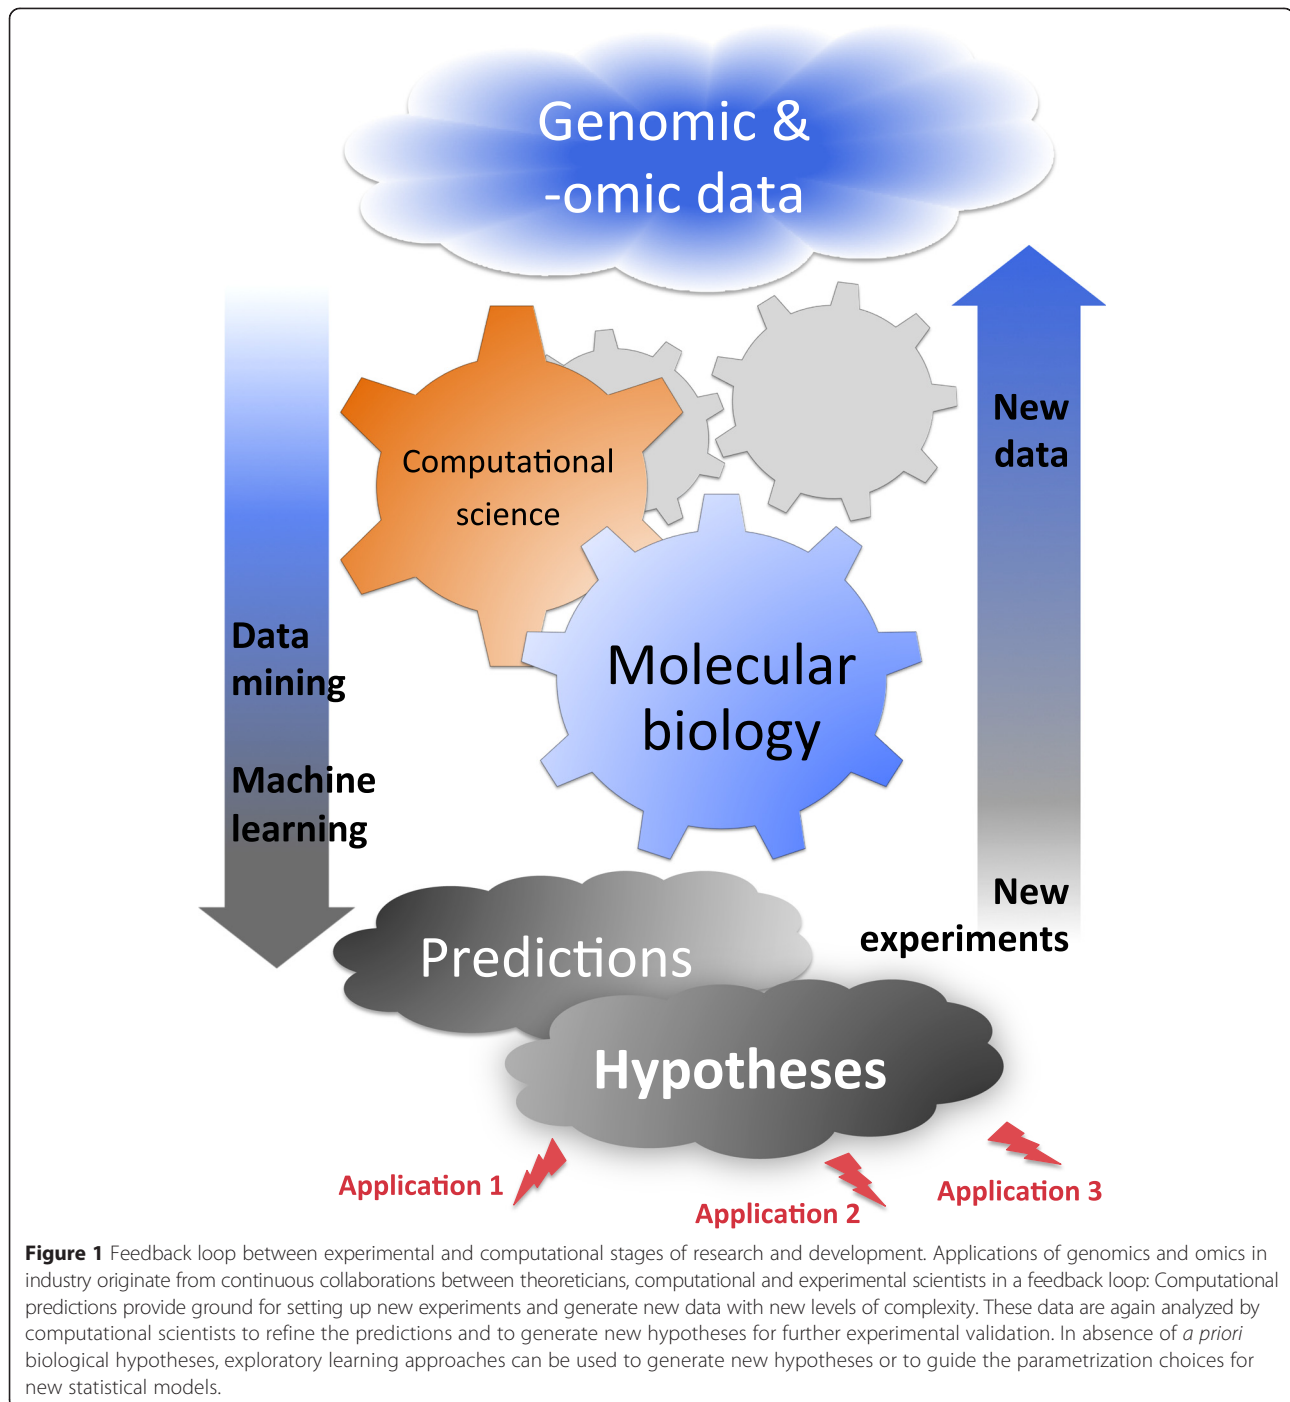 Genomic &
-omic data
Computational
science
New
data
Data
mining
Molecular
biology
Machine
learning
New
experiments
Predictions
Hypotheses
Application 1
Application 2
Application 3
Figure 1 Feedback loop between experimental and computational stages of research and development. Applications of genomics and omics in
industry originate from continuous collaborations between theoreticians, computational and experimental scientists in a feedback loop: Computational
predictions provide ground for setting up new experiments and generate new data with new levels of complexity. These data are again analyzed by
computational scientists to refine the predictions and to generate new hypotheses for further experimental validation. In absence of a priori
biological hypotheses, exploratory learning approaches can be used to generate new hypotheses or to guide the parametrization choices for
new statistical models.